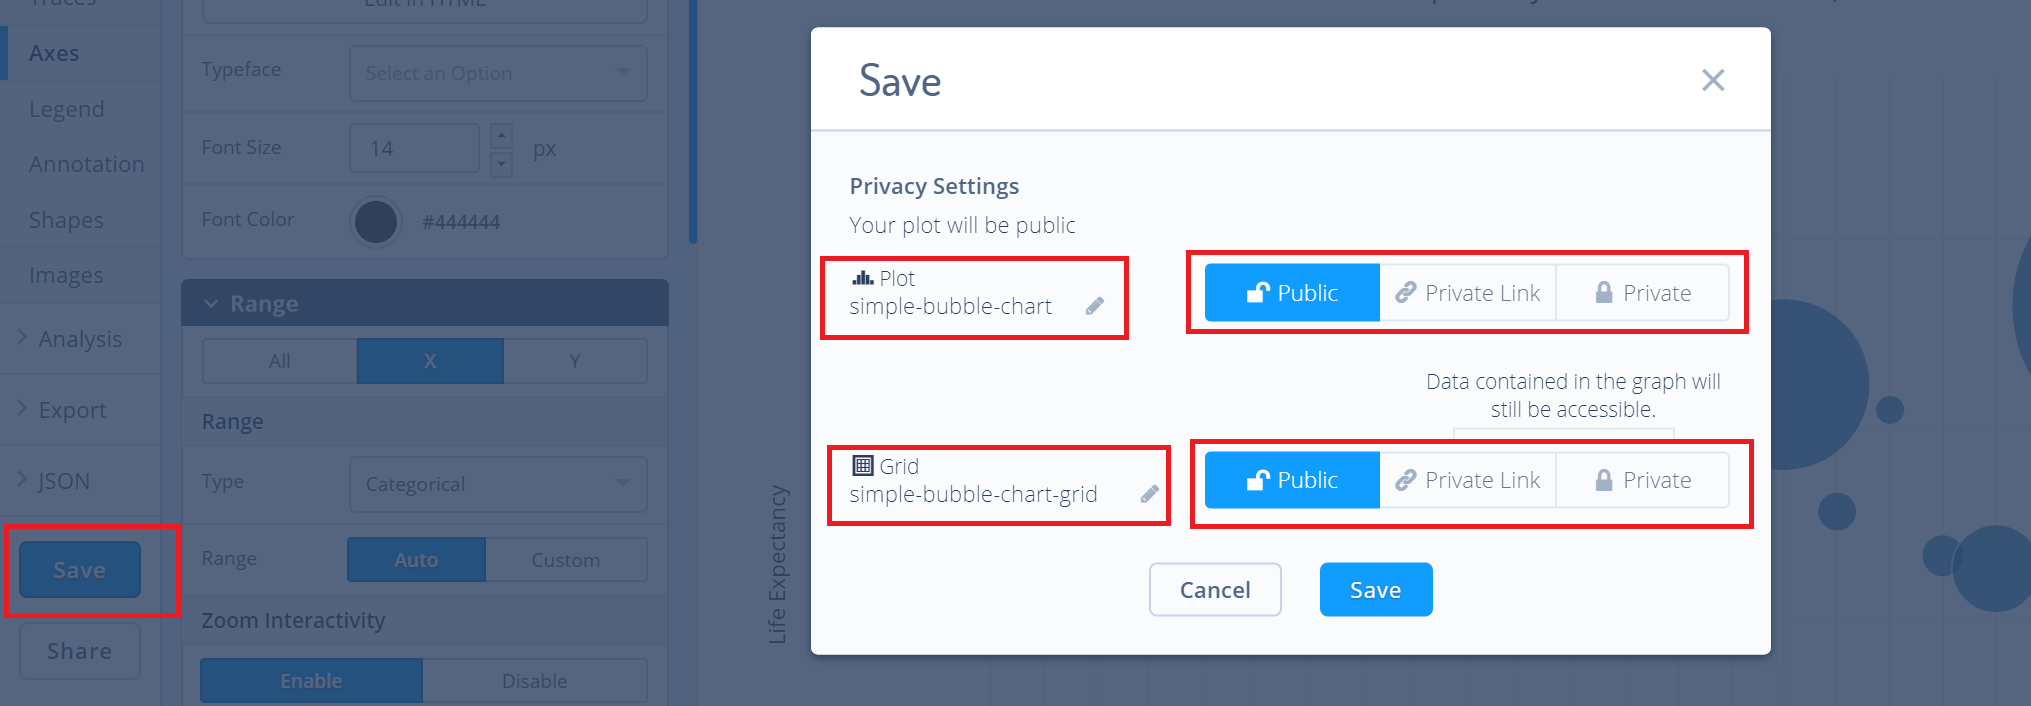 Axes
Legend
Annotation
Shapes
Images
Analysis
Export
JSON
Save
Share
Edit in HTML
Typeface
Select an Option
Font Size
14
px
Font Color
#444444
Range
All
X
Y
Range
Type
Categorical
Range
Auto
Custom
Zoom Interactivity
Enable
Disable
Life Expectancy
Save
Privacy Settings
Your plot will be public
Plot
simple-bubble-chart
Public
Private Link
Private
Data contained in the graph will
still be accessible.
Grid
simple-bubble-chart-grid
Public
Private Link
Private
Cancel
Save